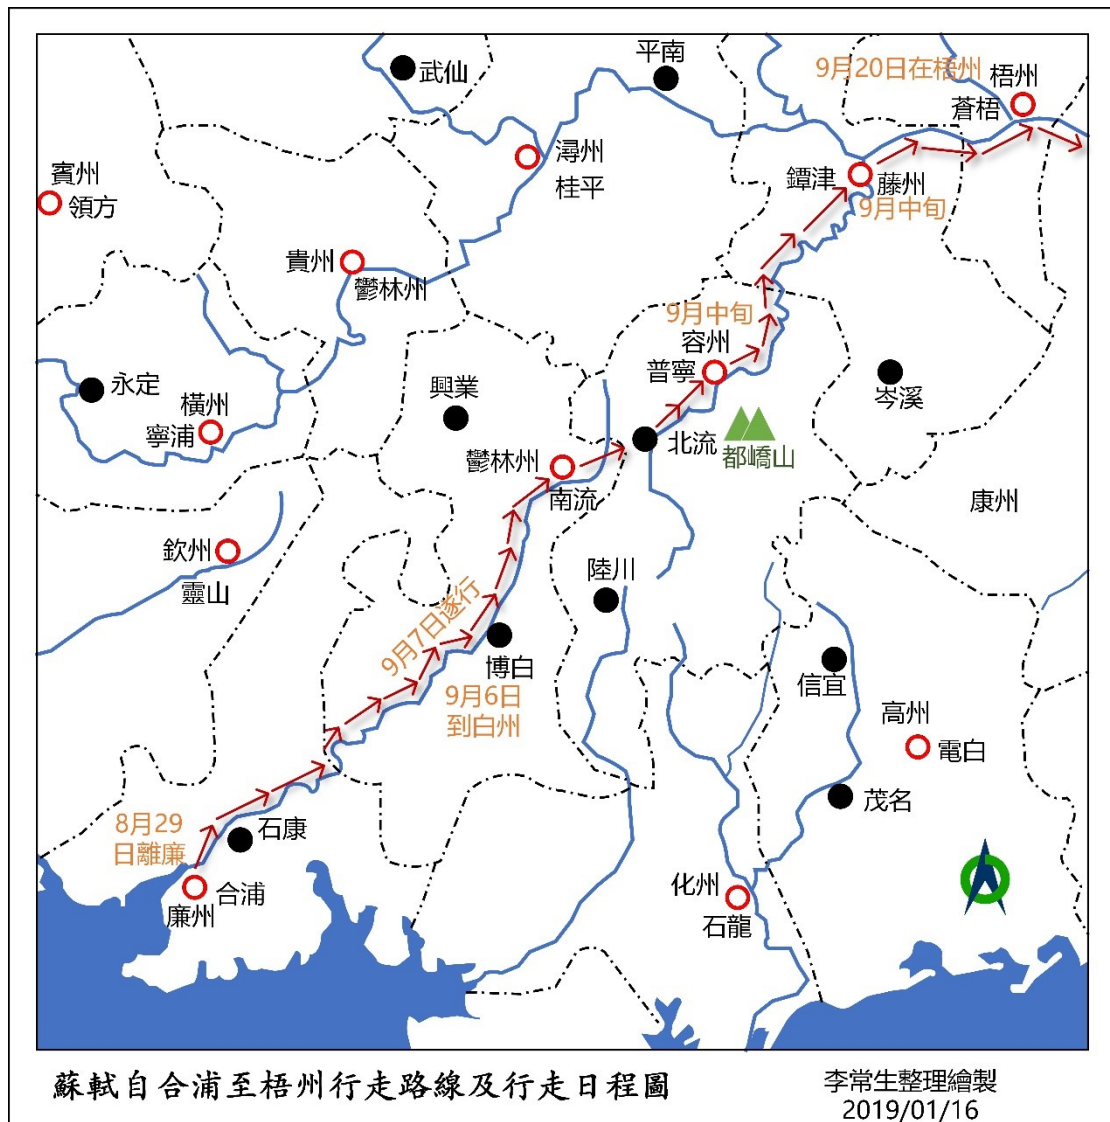 平南
武仙
9月20日在梧州
梧州
蒼梧
潯州
桂平
鐔津
藤州
9月中旬
賓州
領方
貴州
鬱林州
9月中旬
容州
普寧
永定
橫州
寧浦
興業
岑溪
北流
都嶠山
鬱林州
南流
康州
欽州
靈山
陸川
9月7日遂行
博白
9月6日
到白州
信宜
高州
電白
茂名
8月29
日離廉
石康
合浦
廉州
化州
石龍
蘇軾自合浦至梧州行走路線及行走日程圖
李常生整理繪製
2019/01/16